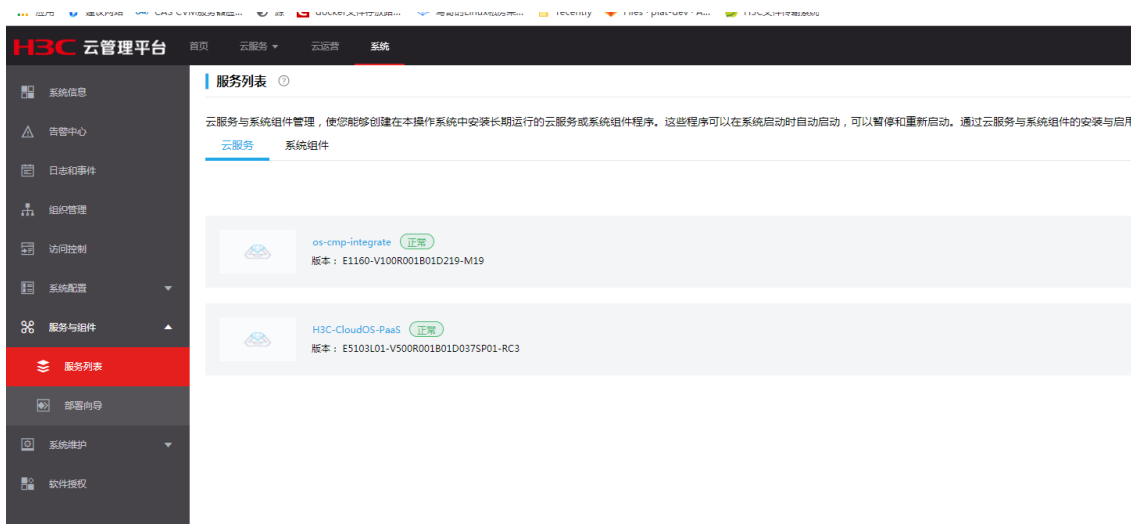 H3C 云管理平台 首页 云服务 云运营 系统
系统信息
告警中心
日志和事件
组织管理
访问控制
系统配置
服务与组件
服务列表
部署向导
系统维护
软件授权
服务列表
云服务与系统组件管理，使您能够创建在本操作系统中安装长期运行的云服务或系统组件程序。这些程序可以在系统启动时自动启动，可以暂停和重新启动。通过云服务与系统组件的安装与启用
云服务 系统组件
os-cmp-integrate 正常
版本： E1160-V100R001B01D219-M19
H3C-CloudOS-PaaS 正常
版本： E5103L01-V500R001B01D037SP01-RC3